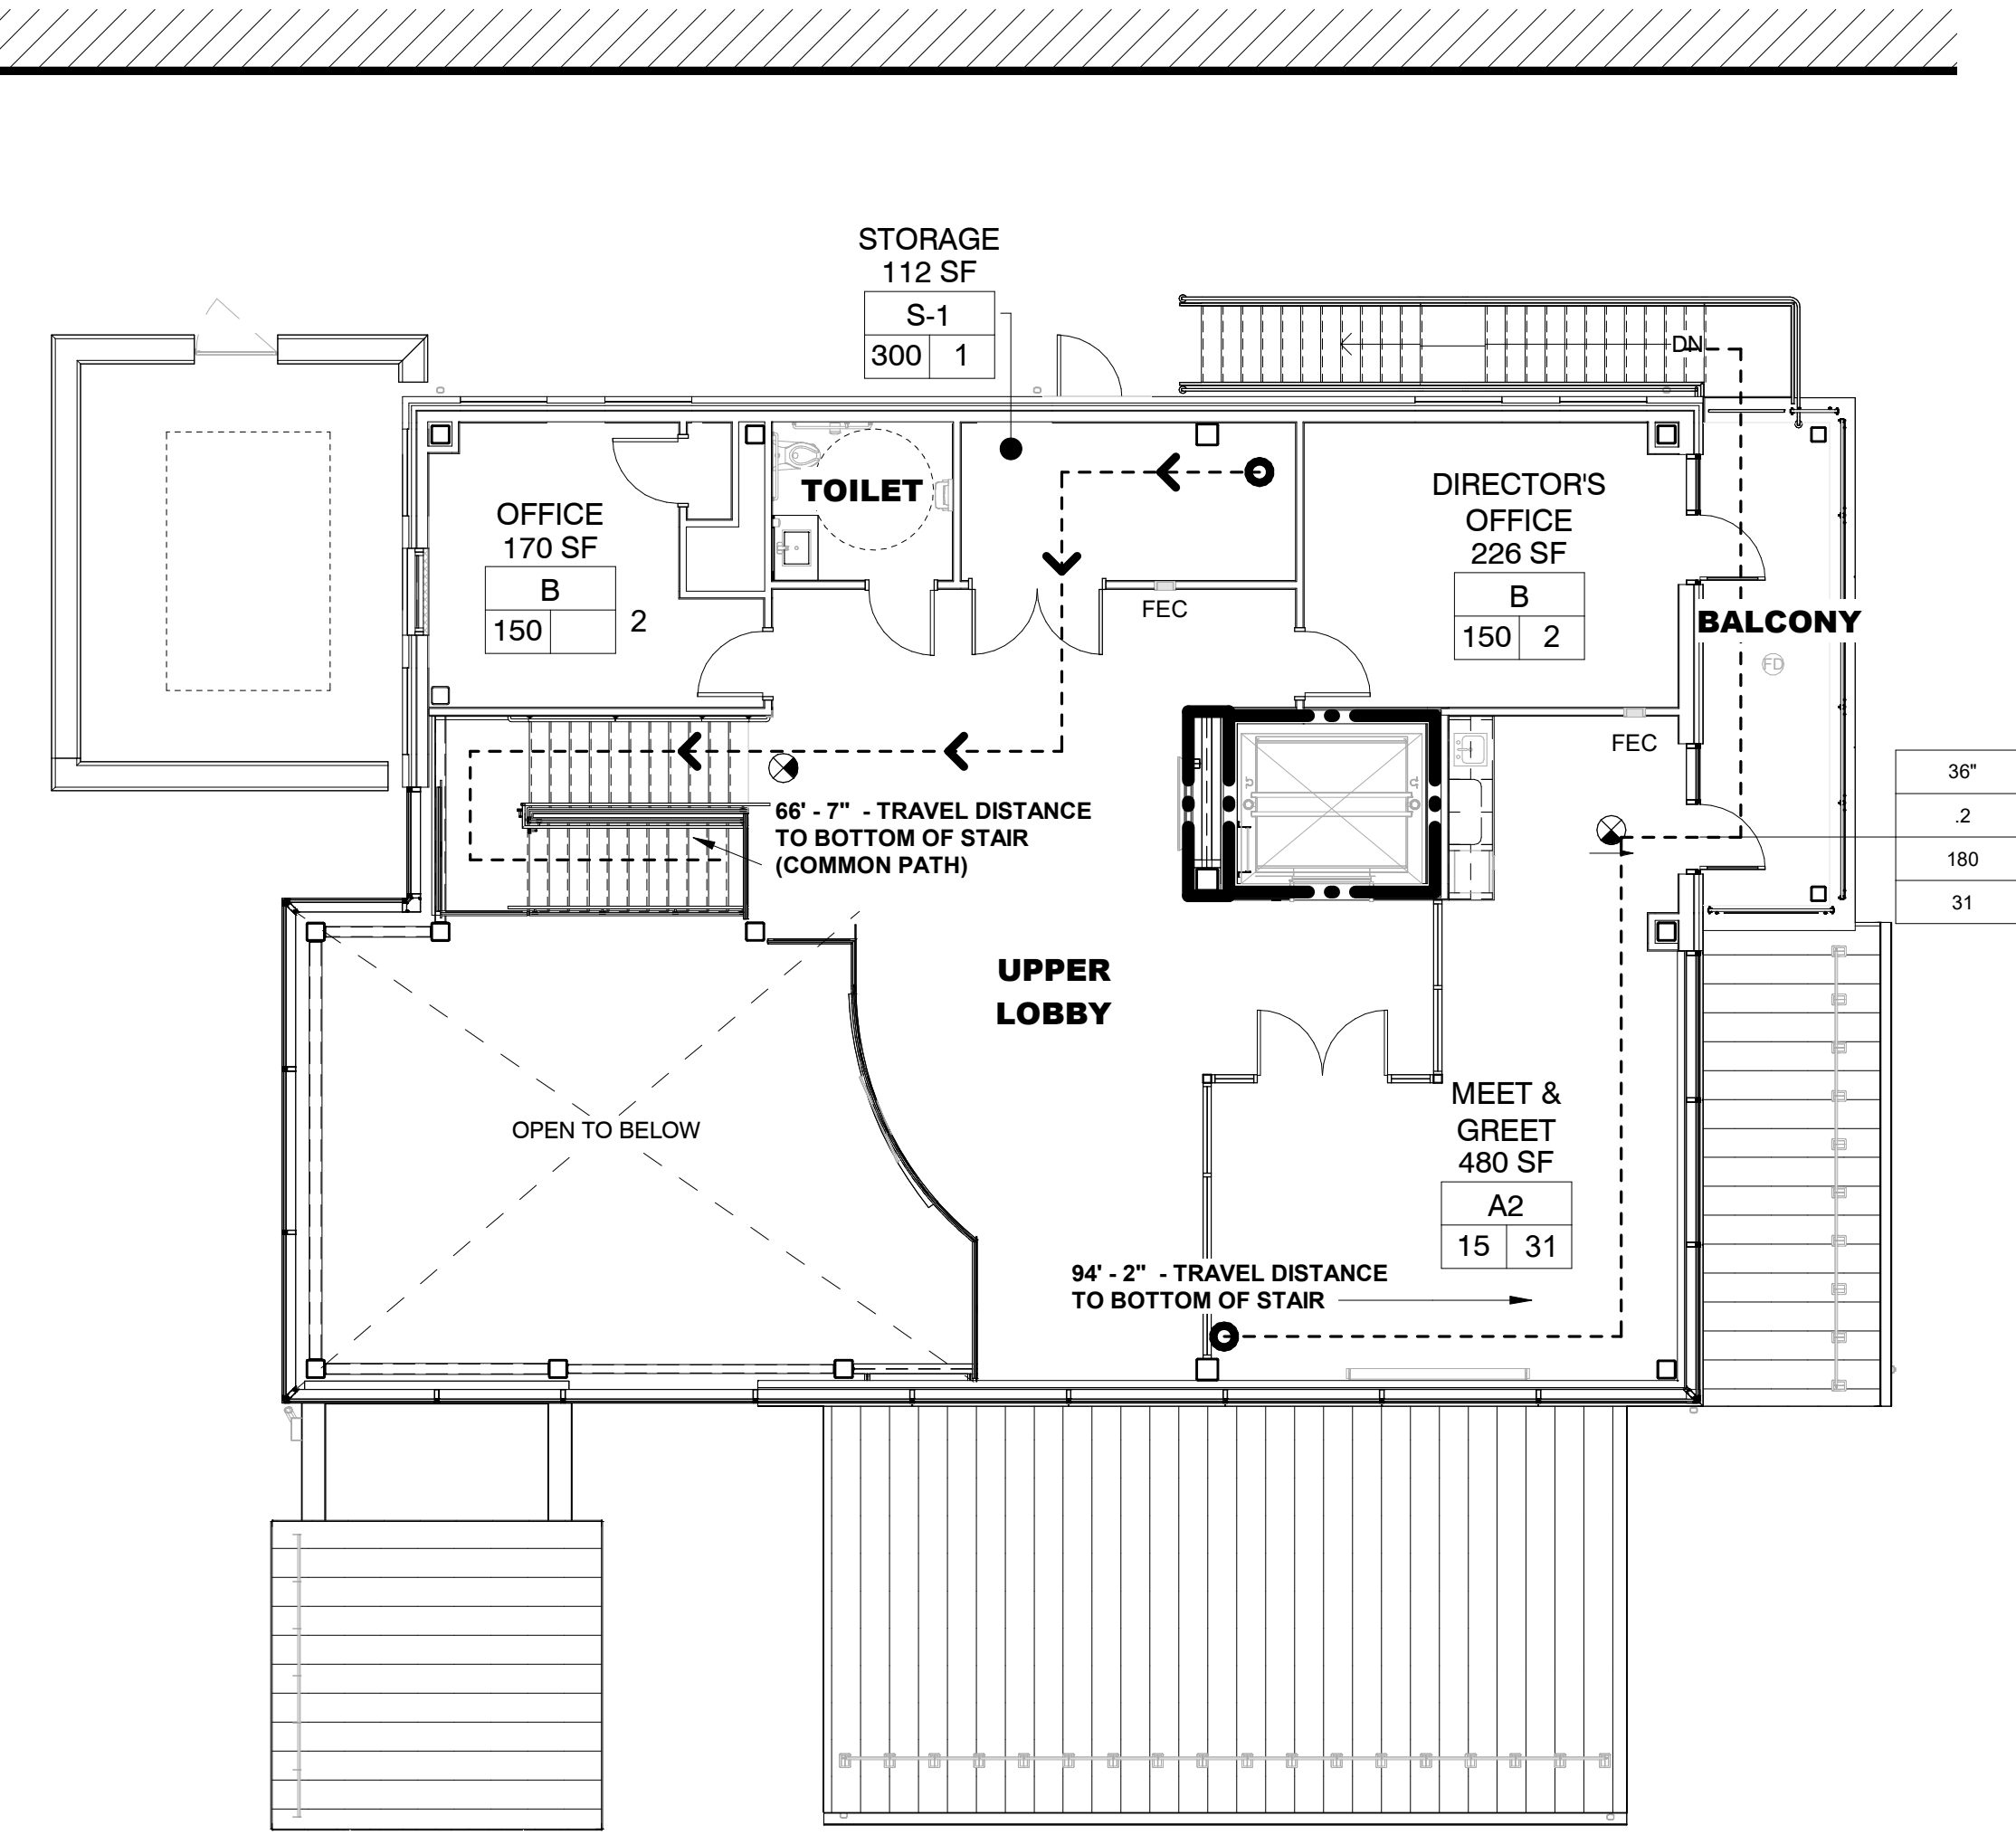 STORAGE
112 SF
S-1
300 1
DN
TOILET
OFFICE
170 SF
B
150 2
DIRECTOR'S
OFFICE
226 SF
B
150 2
FEC
BALCONY
FD
FEC
36"
.2
180
31
66' - 7" - TRAVEL DISTANCE
TO BOTTOM OF STAIR
(COMMON PATH)
UPPER
LOBBY
OPEN TO BELOW
MEET &
GREET
480 SF
A2
15 31
94' - 2" - TRAVEL DISTANCE
TO BOTTOM OF STAIR